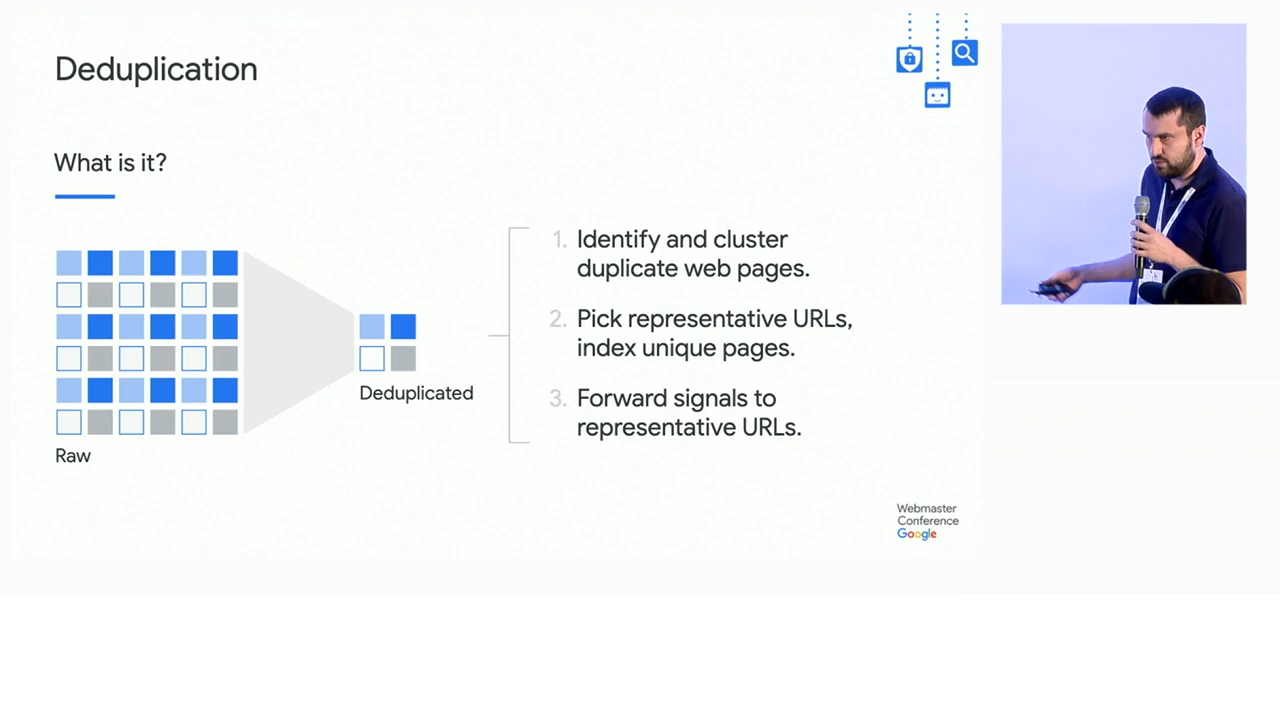 Deduplication
What is it?
Raw
Deduplicated
1. Identify and cluster
duplicate web pages.
2. Pick representative URLs,
index unique pages.
3. Forward signals to
representative URLs.
Webmaster
Conference
Google